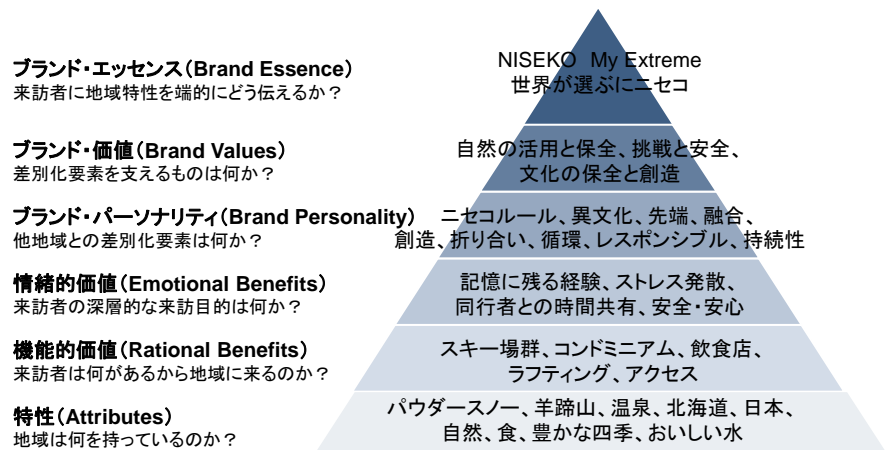 ブランド・エッセンス(Brand Essence)
来訪者に地域特性を端的にどう伝えるか？
NISEKO　My Extreme
世界が選ぶにニセコ
ブランド・価値(Brand Values)
差別化要素を支えるものは何か？
自然の活用と保全、挑戦と安全、
文化の保全と創造
ブランド・パーソナリティ(Brand Personality)
他地域との差別化要素は何か？
ニセコルール、異文化、先端、融合、
創造、折り合い、循環、レスポンシブル、持続性
情緒的価値(Emotional Benefits)
来訪者の深層的な来訪目的は何か？
記憶に残る経験、ストレス発散、
同行者との時間共有、安全・安心
機能的価値(Rational Benefits)
来訪者は何があるから地域に来るのか？
スキー場群、コンドミニアム、飲食店、
ラフティング、アクセス
特性(Attributes)
地域は何を持っているのか？
パウダースノー、羊蹄山、温泉、北海道、日本、
自然、食、豊かな四季、おいしい水